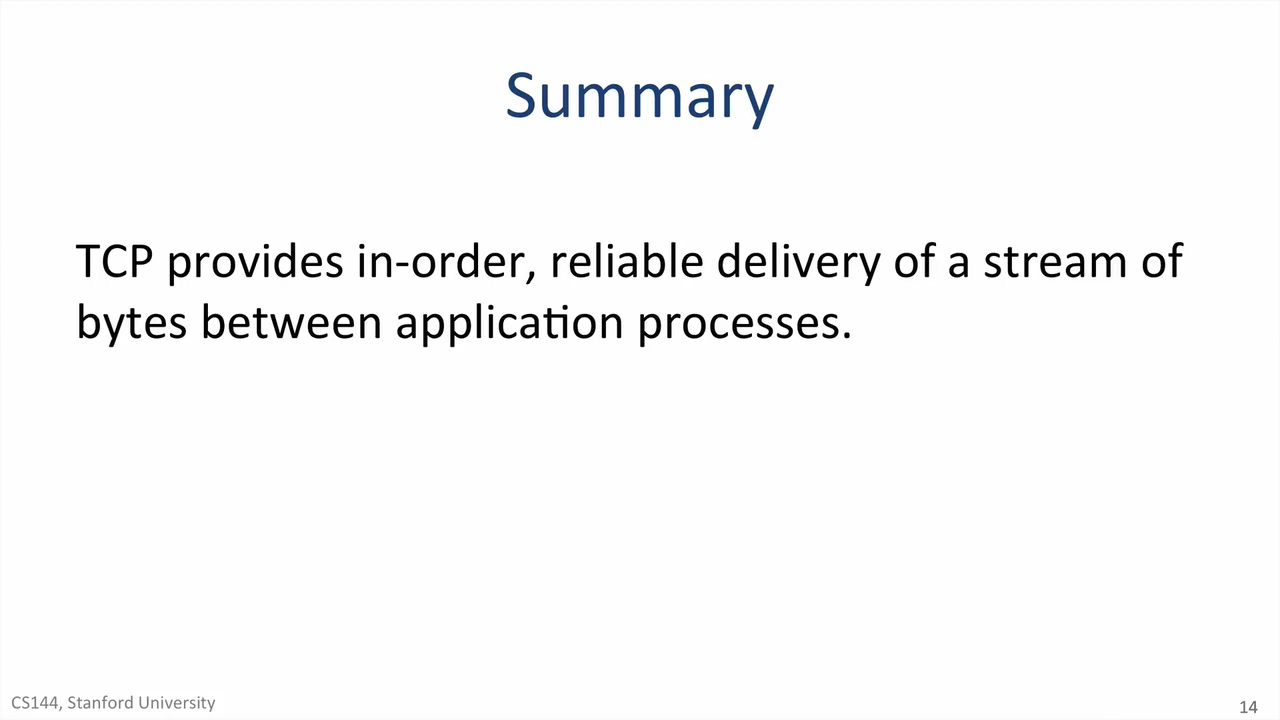 Summary
TCP provides in-order, reliable delivery of a stream of
bytes between application processes.
CS144, Stanford University
14